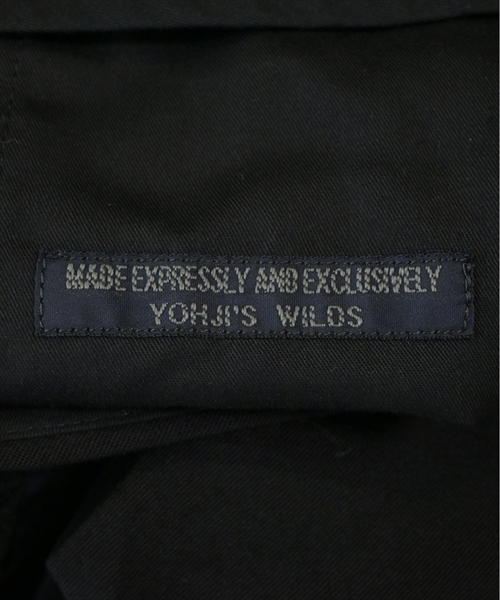 MADE EXPRESSLY AND EXCLUSIVELY
YOHJI'S WILDS